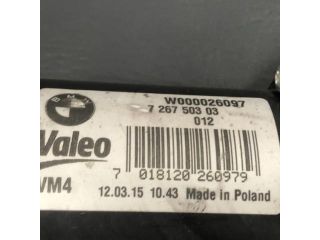 BMW
W000026097
7 267 503 03
012
Valeo
7 018120 260979
VM4
12.03.15 10.43 Made in Poland